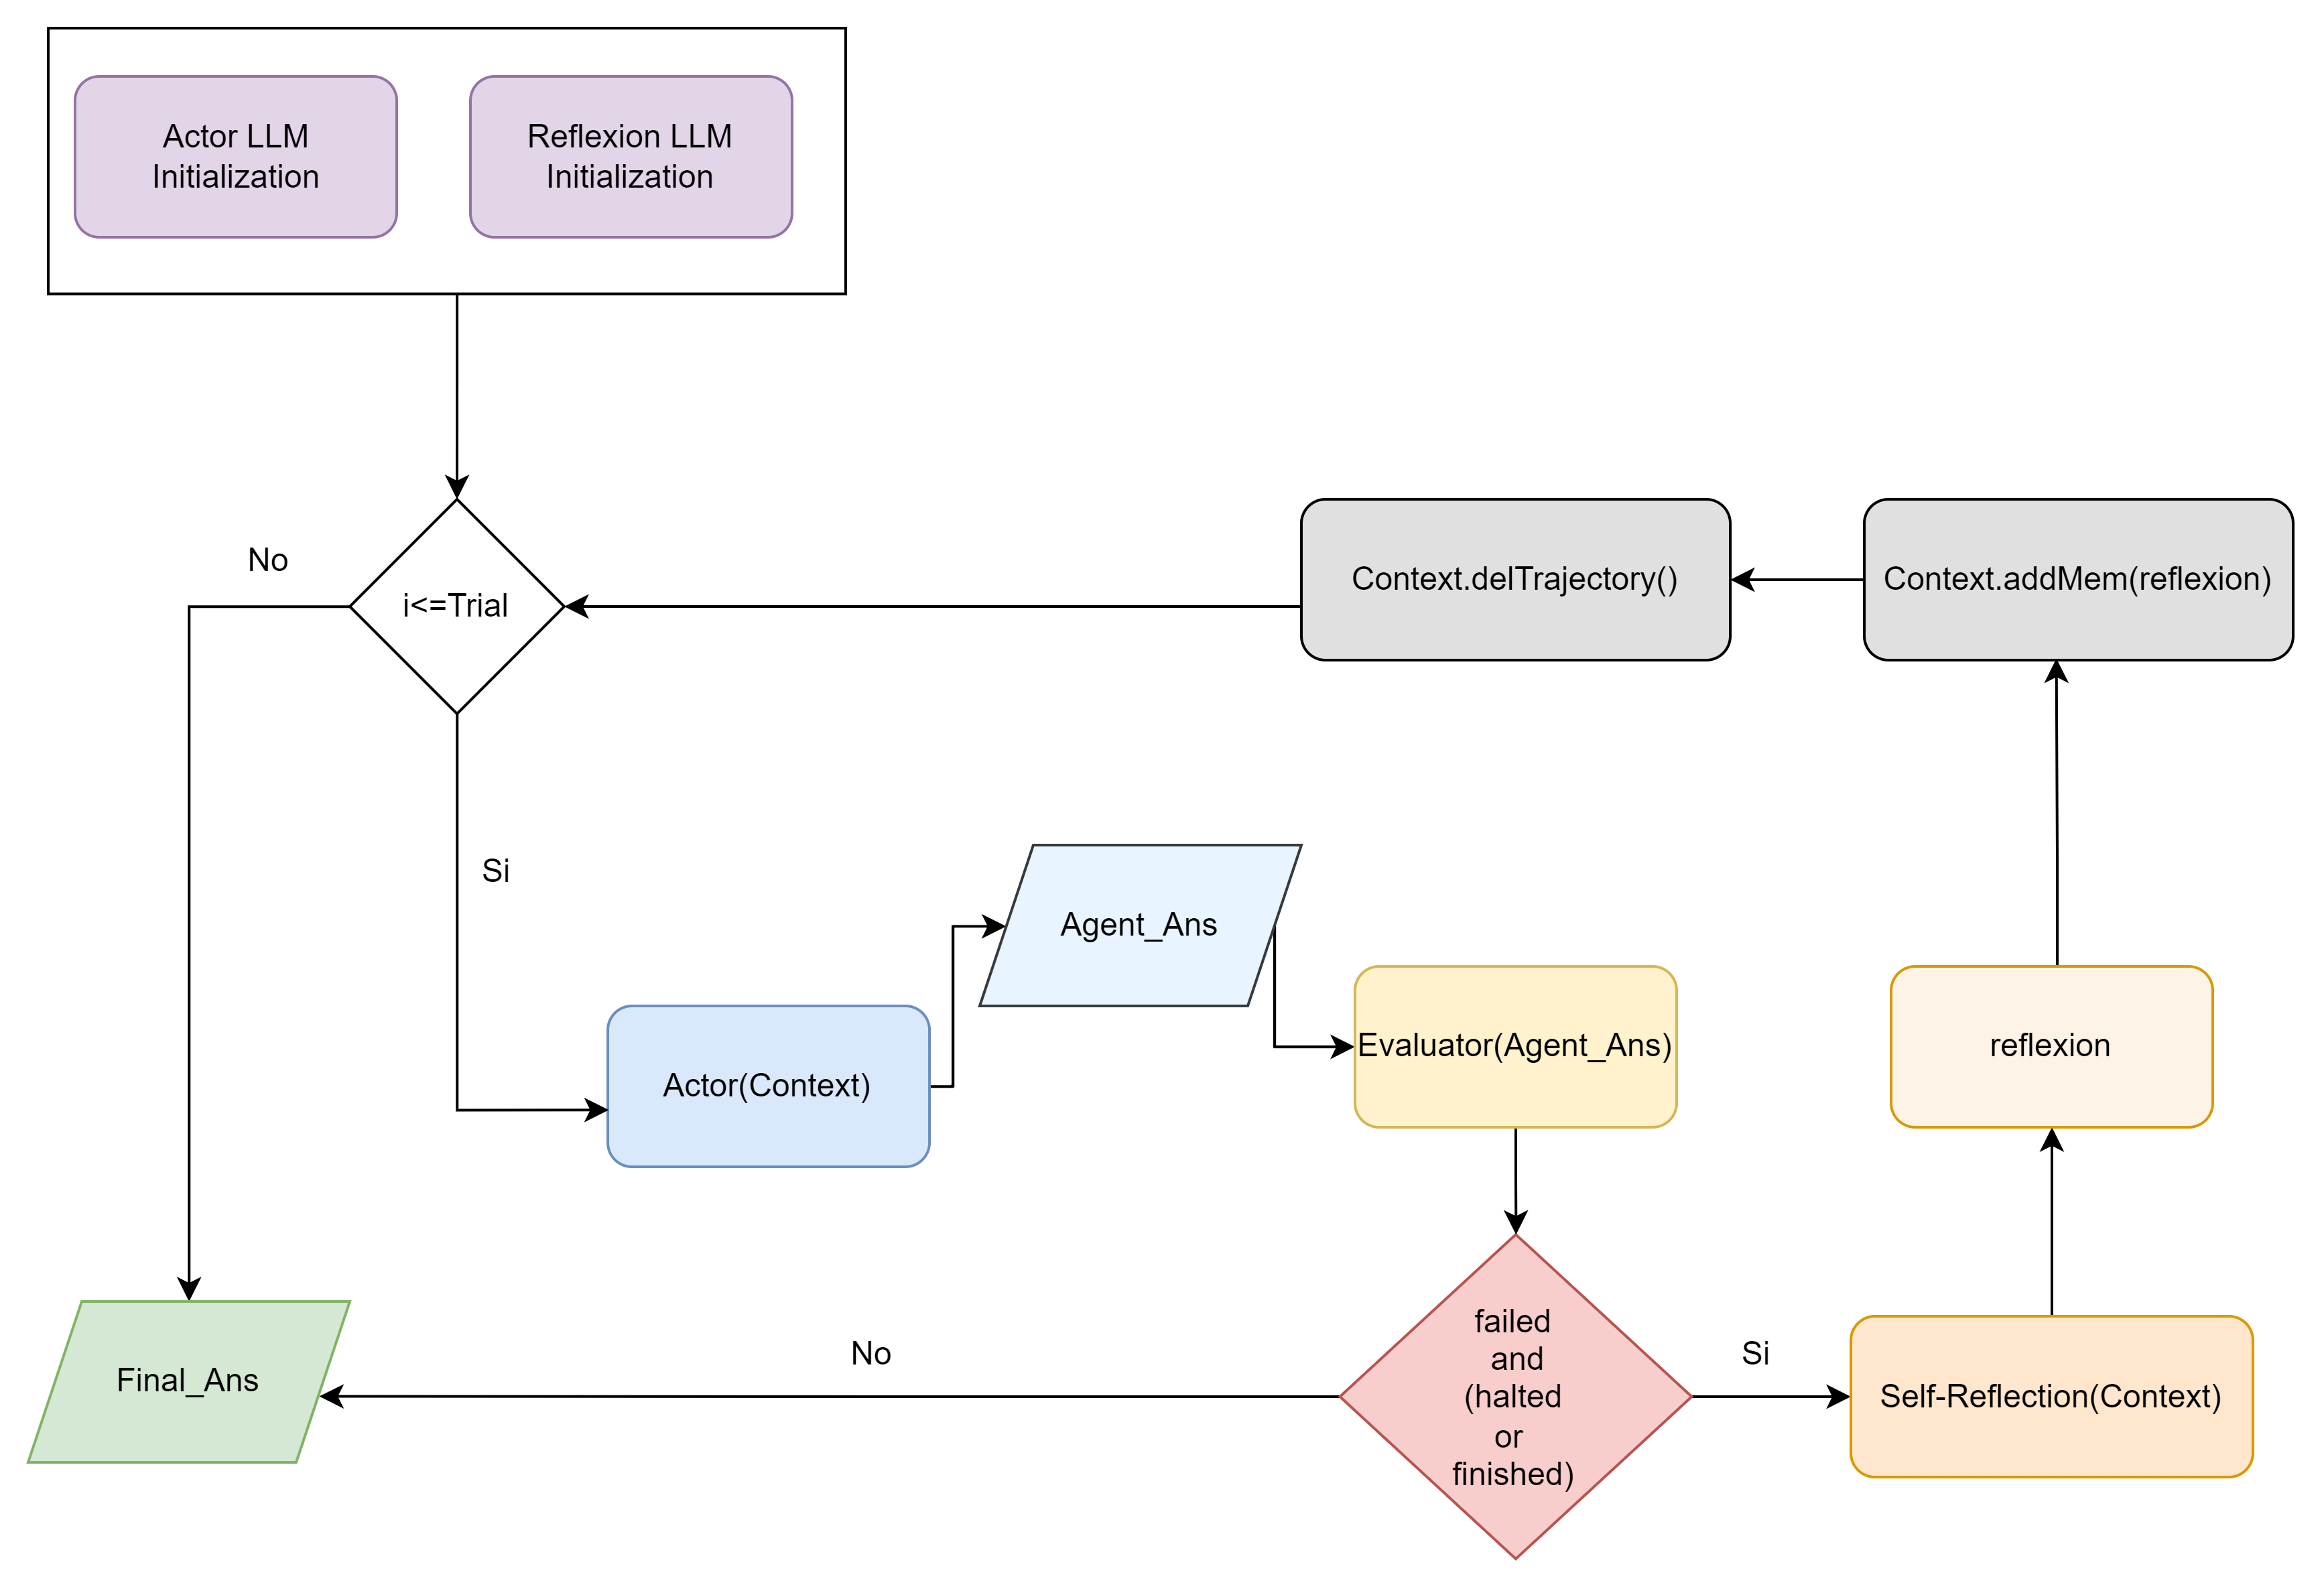 Actor LLM
Initialization
Reflexion LLM
Initialization
No
i<=Trial
Context.delTrajectory()
Context.addMem(reflexion)
Si
Agent_Ans
Actor(Context)
Evaluator(Agent_Ans)
reflexion
Final_Ans
No
failed
and
(halted
or
finished)
Si
Self-Reflection(Context)